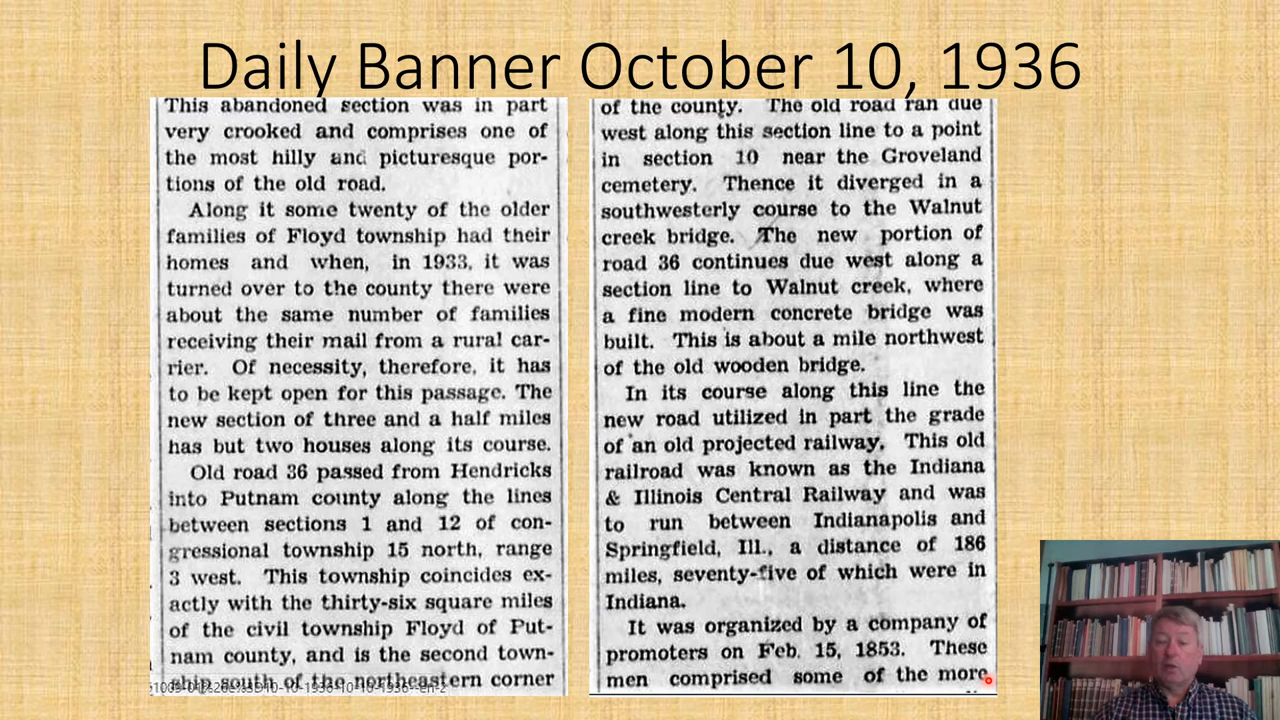 Daily Banner October 10, 1936
This abandoned section was in part
very crooked and comprises one of
the most hilly and picturesque por-
tions of the old road.
Along it some twenty of the older
families of Floyd township had their
homes and when, in 1933, it was
turned over to the county there were
about the same number of families
receiving their mail from a rural car-
rier. Of necessity, therefore, it has
to be kept open for this passage. The
new section of three and a half miles
has but two houses along its course.
Old road 36 passed from Hendricks
into Putnam county along the lines
between sections 1 and 12 of con-
gressional township 15 north, range
3 west. This township coincides ex-
actly with the thirty-six square miles
of the civil township Floyd of Put-
nam county, and is the second town-
ship south of the northeastern corner
of the county. The old road ran due
west along this section line to a point
in section 10 near the Groveland
cemetery. Thence it diverged in a
southwesterly course to the Walnut
creek bridge. The new portion of
road 36 continues due west along a
section line to Walnut creek, where
a fine modern concrete bridge was
built. This is about a mile northwest
of the old wooden bridge.
In its course along this line the
new road utilized in part the grade
of an old projected railway. This old
railroad was known as the Indiana
& Illinois Central Railway and was
to run between Indianapolis and
Springfield, Ill., a distance of 186
miles, seventy-five of which were in
Indiana.
It was organized by a company of
promoters on Feb. 15, 1853. These
men comprised some of the more